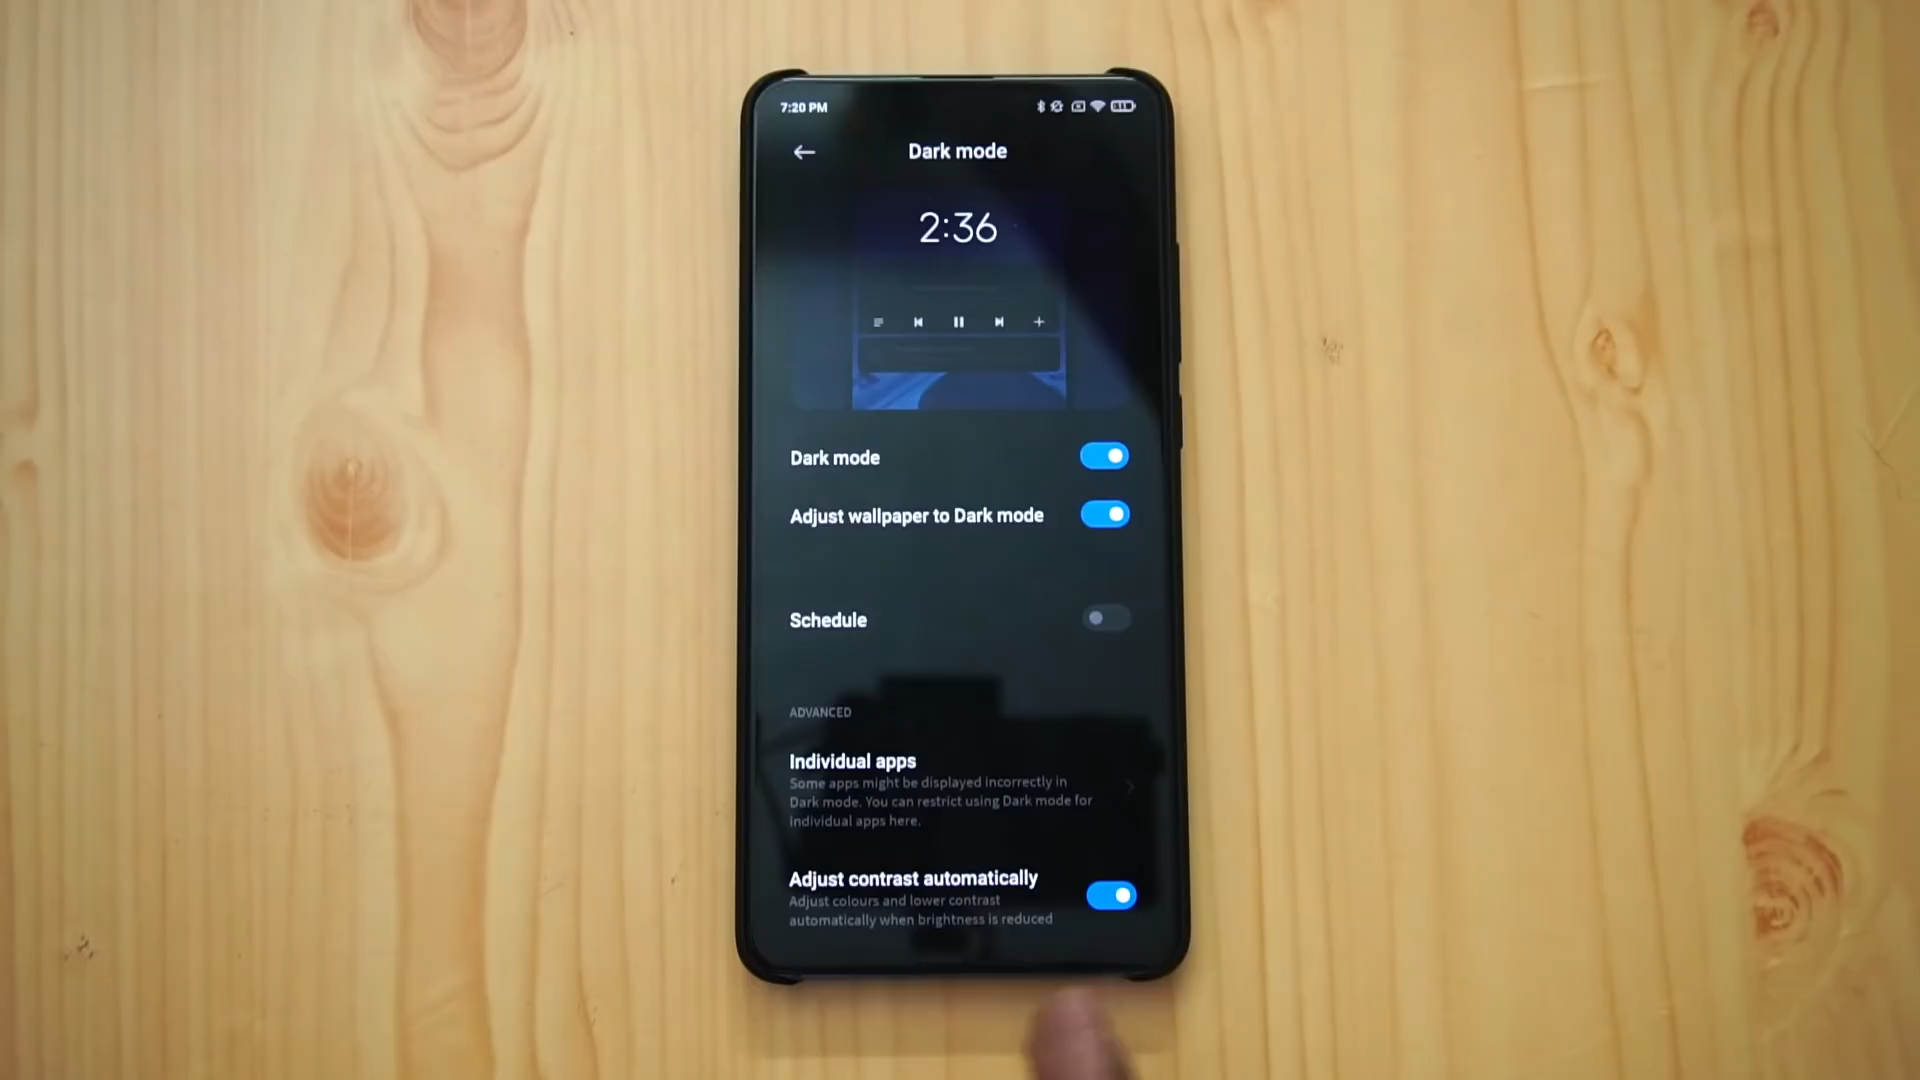 7:20 PM
Dark mode
2:36
Dark mode
Adjust wallpaper to Dark mode
Schedule
ADVANCED
Individual apps
Some apps might be displayed incorrectly in
Dark mode. You can restrict using Dark mode for
individual apps here.
Adjust contrast automatically
Adjust colours and lower contrast
automatically when brightness is reduced